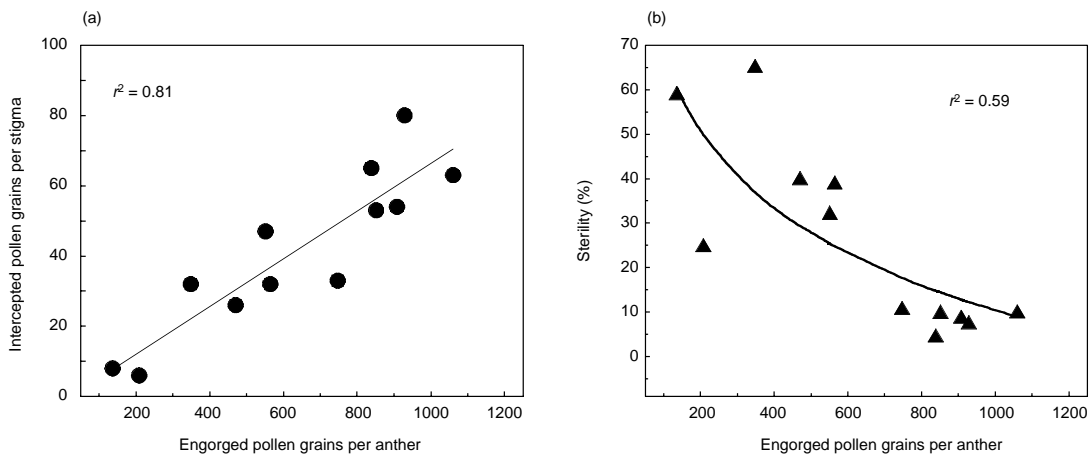 (a)
100
80
60
40
20
0
Intercepted pollen grains per stigma
r² = 0.81
200 400 600 800 1000 1200
Engorged pollen grains per anther
(b)
70
60
50
40
30
20
10
0
Sterility (%)
r² = 0.59
200 400 600 800 1000 1200
Engorged pollen grains per anther